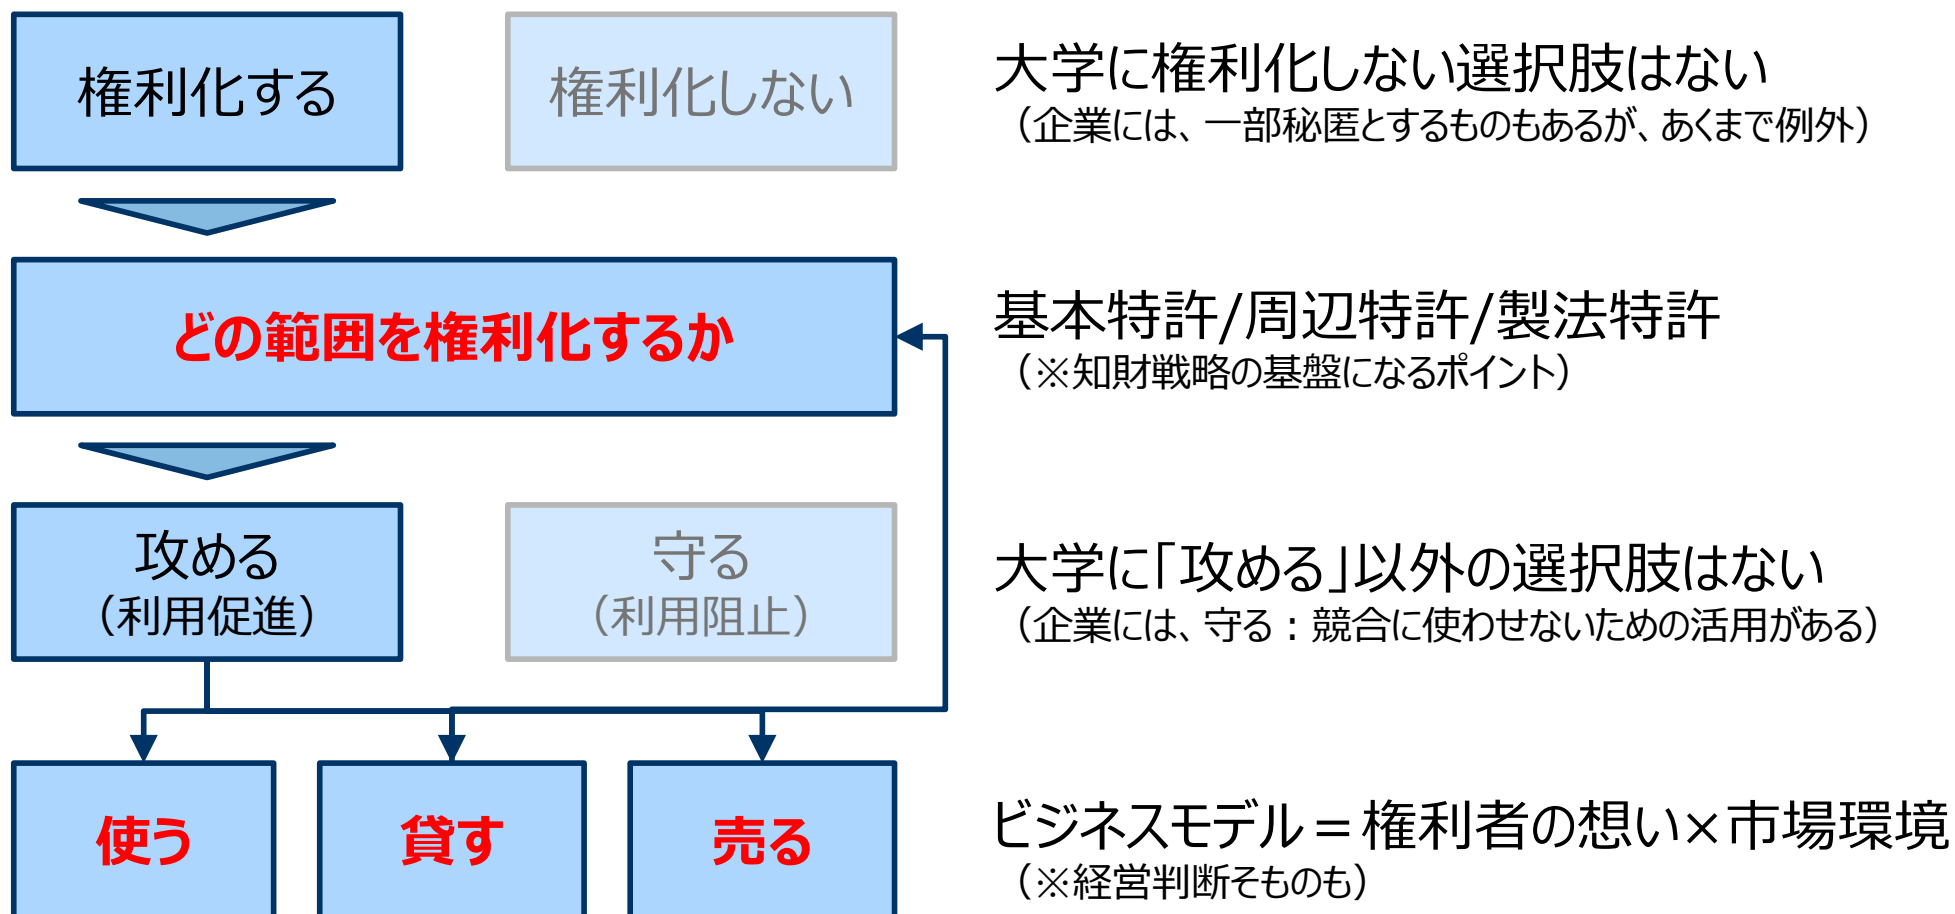 権利化する
権利化しない
大学に権利化しない選択肢はない
（企業には、一部秘匿とするものもあるが、あくまで例外）
どの範囲を権利化するか
基本特許/周辺特許/製法特許
（※知財戦略の基盤になるポイント）
攻める
（利用促進）
守る
（利用阻止）
大学に「攻める」以外の選択肢はない
（企業には、守る：競合に使わせないための活用がある）
使う
貸す
売る
ビジネスモデル＝権利者の想い×市場環境
（※経営判断そのものも）